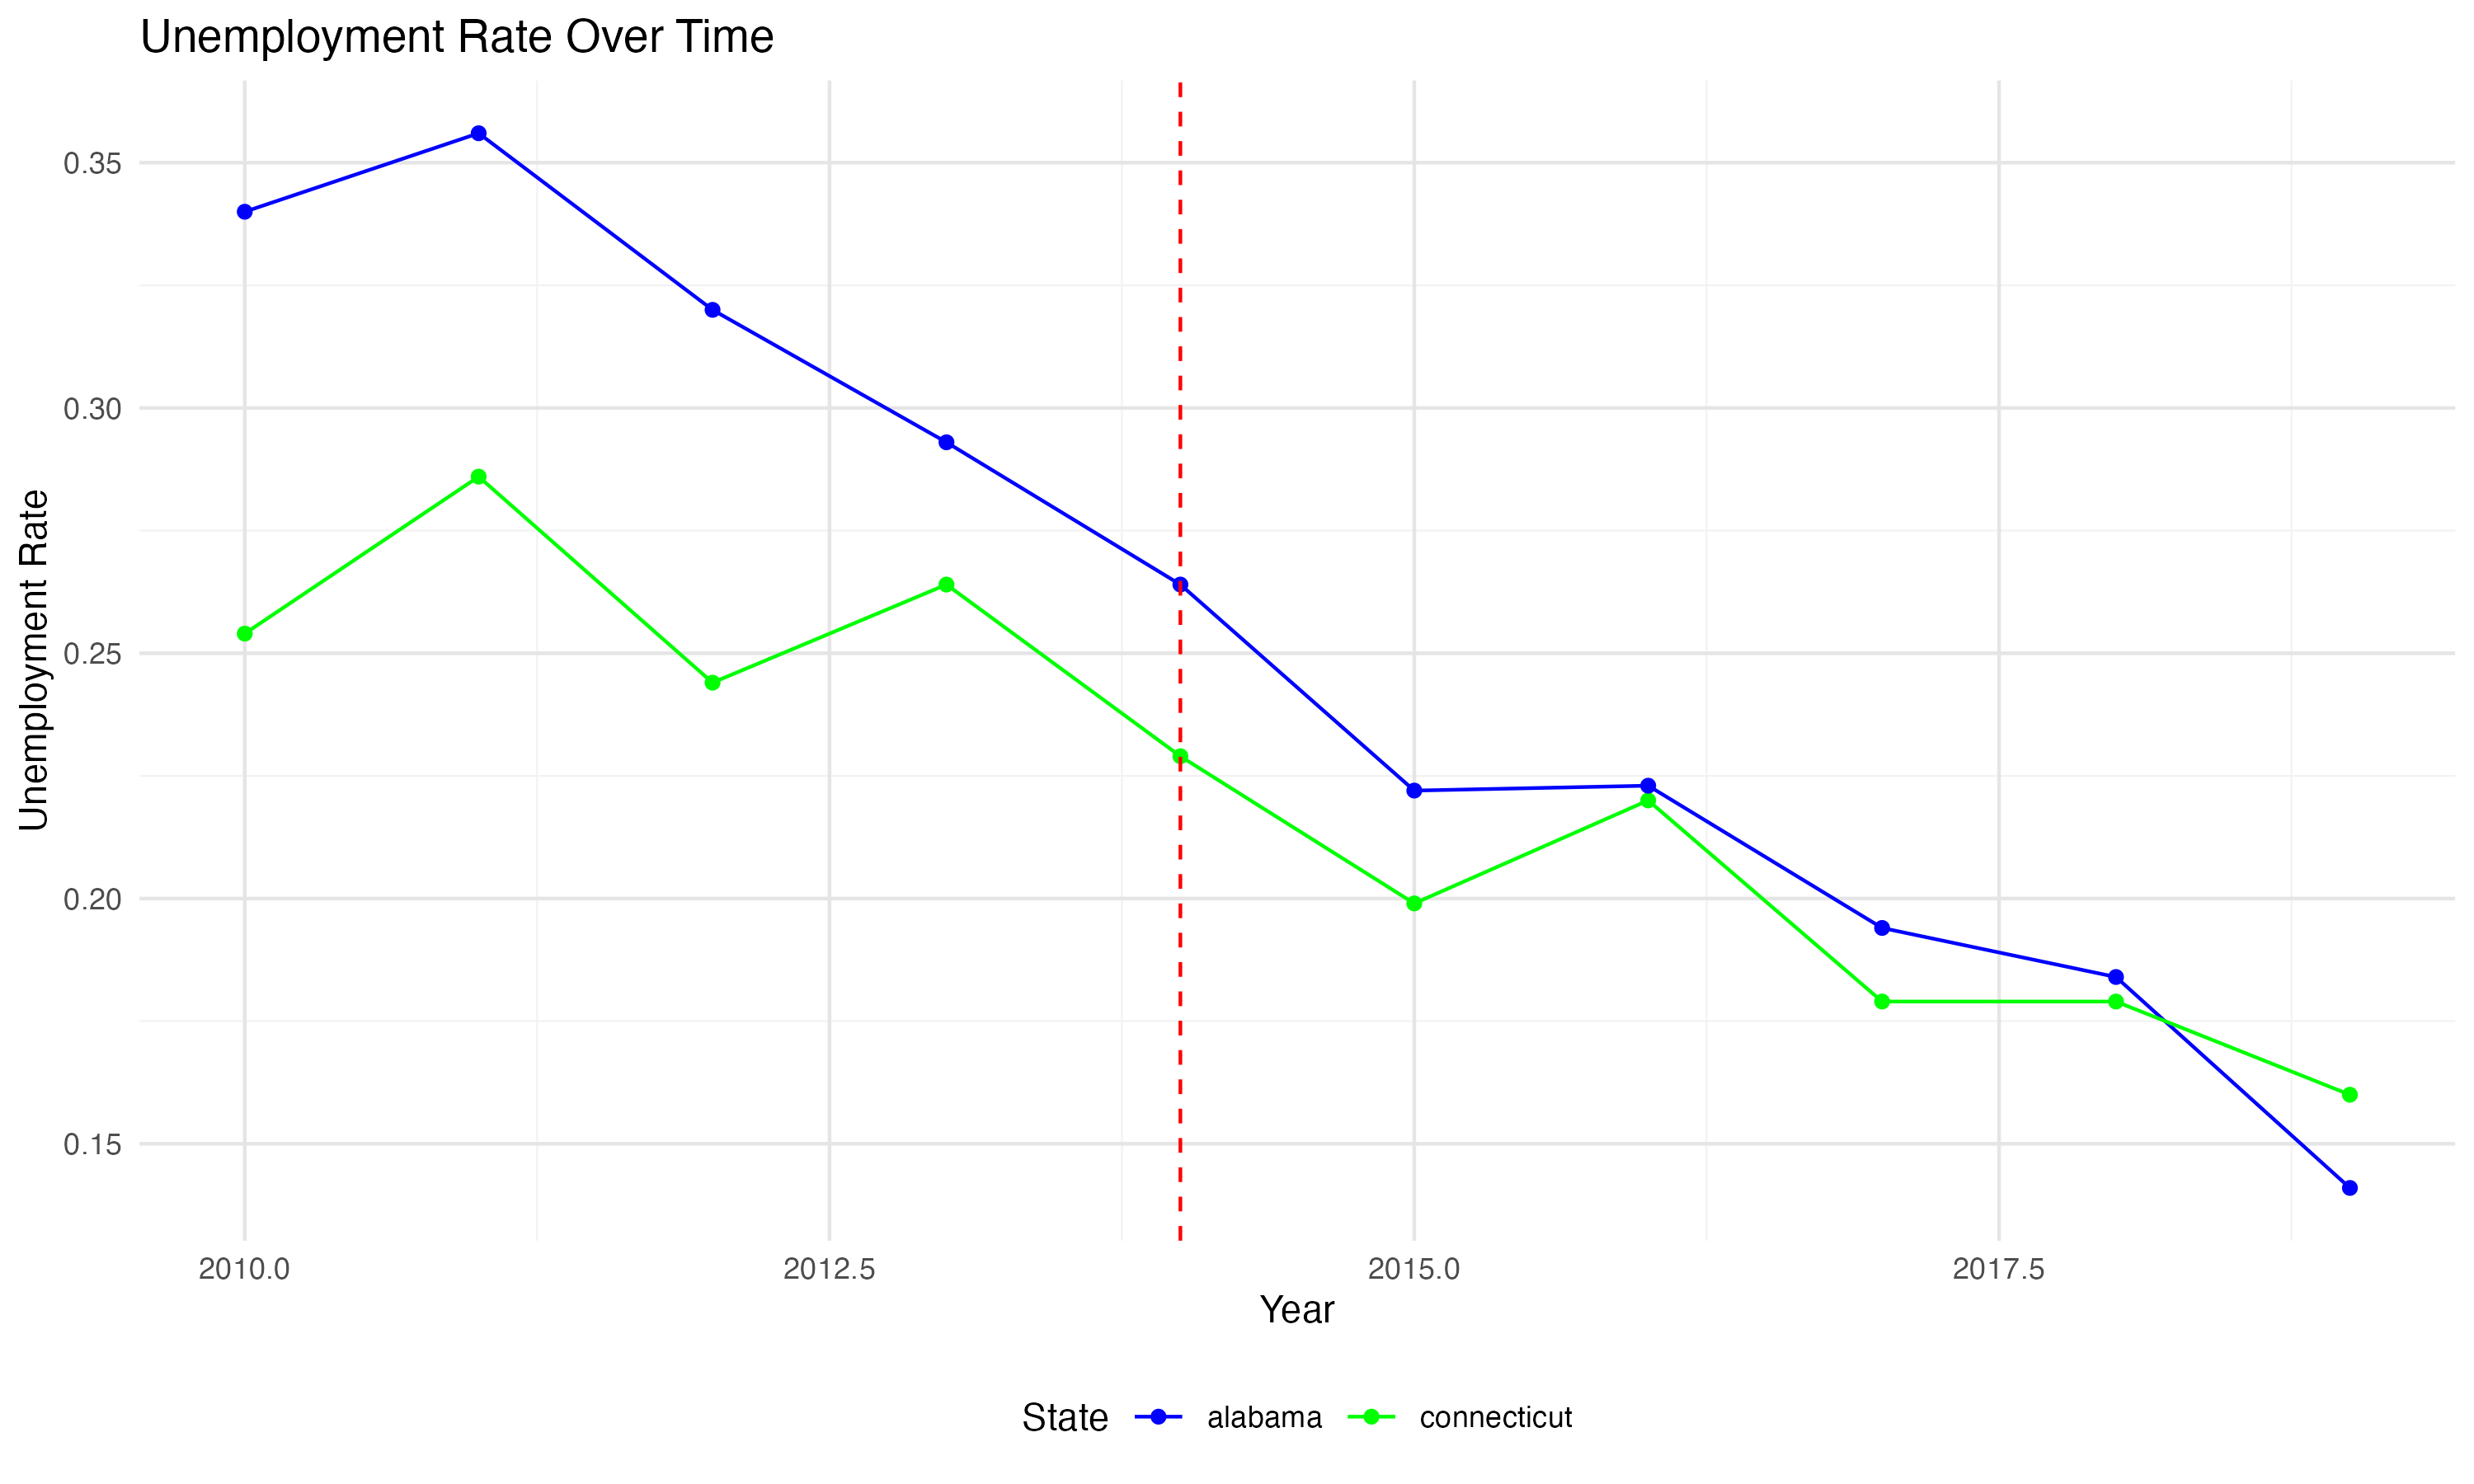 Unemployment Rate Over Time
Unemployment Rate
0.35
0.30
0.25
0.20
0.15
2010.0 2012.5 2015.0 2017.5
Year
State alabama connecticut